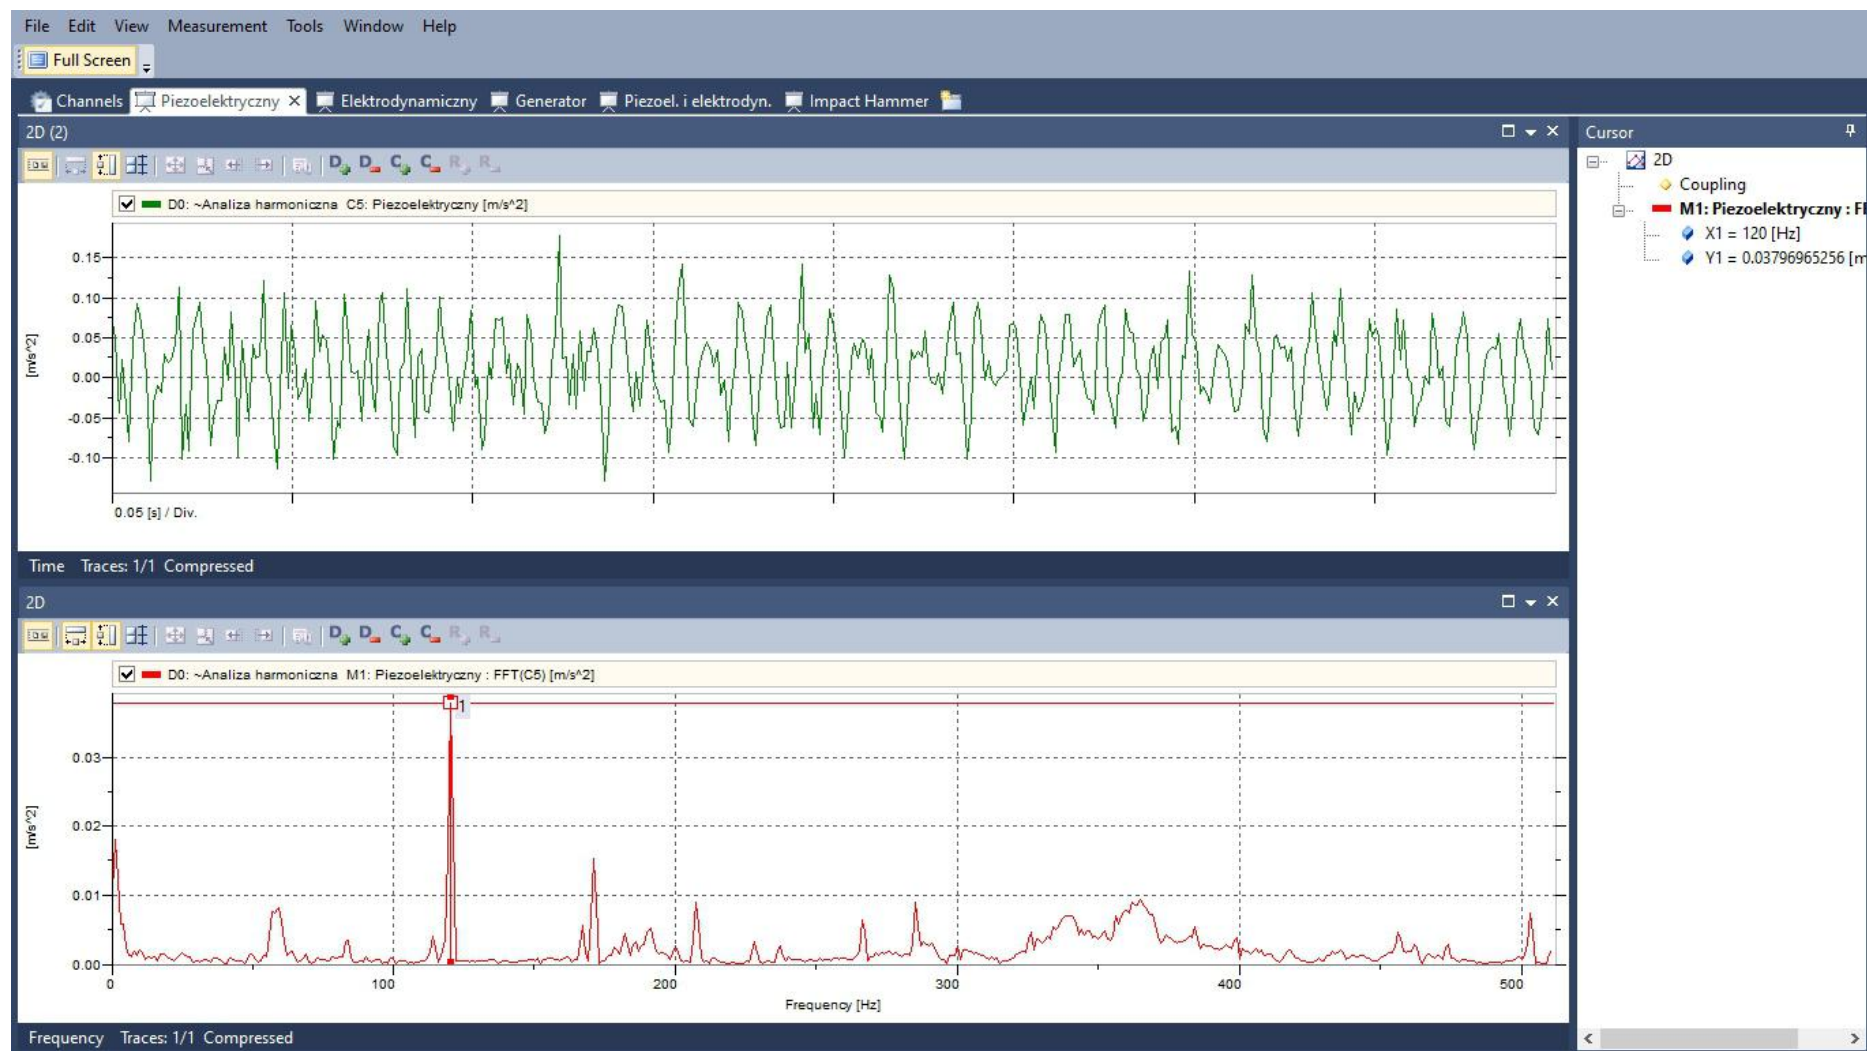 File Edit View Measurement Tools Window Help
Full Screen
Channels Piezoelektryczny Elektrodynamiczny Generator Piezoel. i elektrodyn. Impact Hammer
2D (2)
D D C C R R
D0: ~Analiza harmoniczna C5: Piezoelektryczny [m/s^2]
0.15
0.10
0.05
0.00
-0.05
-0.10
[m/s^2]
0.05 [s] / Div.
Time Traces: 1/1 Compressed
2D
D D C C R R
D0: ~Analiza harmoniczna M1: Piezoelektryczny : FFT(C5) [m/s^2]
1
0.03
0.02
0.01
0.00
[m/s^2]
0 100 200 300 400 500
Frequency [Hz]
Frequency Traces: 1/1 Compressed
Cursor
2D
Coupling
M1: Piezoelektryczny : F
X1 = 120 [Hz]
Y1 = 0.03796965256 [m